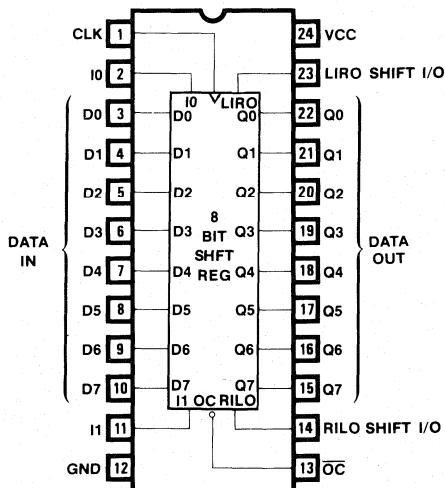 CLK 1 24 VCC
I0 2 23 LIRO SHIFT I/O
I0 LIRO
D0 3 D0 Q0 22 Q0
D1 4 D1 Q1 21 Q1
D2 5 D2 Q2 20 Q2
D3 6 D3 8 Q3 19 Q3
DATA IN
BIT
DATA OUT
SHFT
D4 7 D4 REG Q4 18 Q4
D5 8 D5 Q5 17 Q5
D6 9 D6 Q6 16 Q6
D7 10 D7 Q7 15 Q7
I1 OC RILO
I1 11 14 RILO SHIFT I/O
GND 12 13 O̅C̅